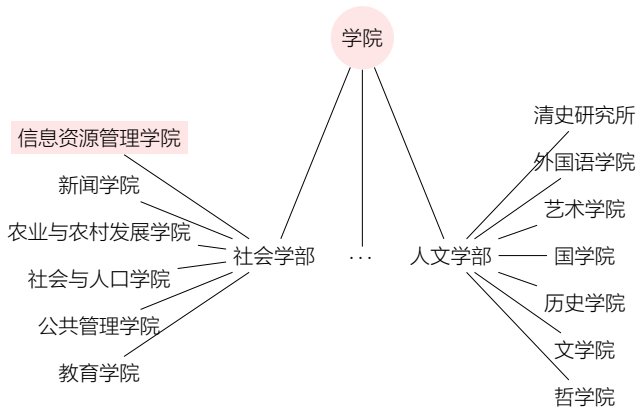 学院
信息资源管理学院
新闻学院
农业与农村发展学院
社会与人口学院
公共管理学院
教育学院
社会学部
···
人文学部
清史研究所
外国语学院
艺术学院
国学院
历史学院
文学院
哲学院